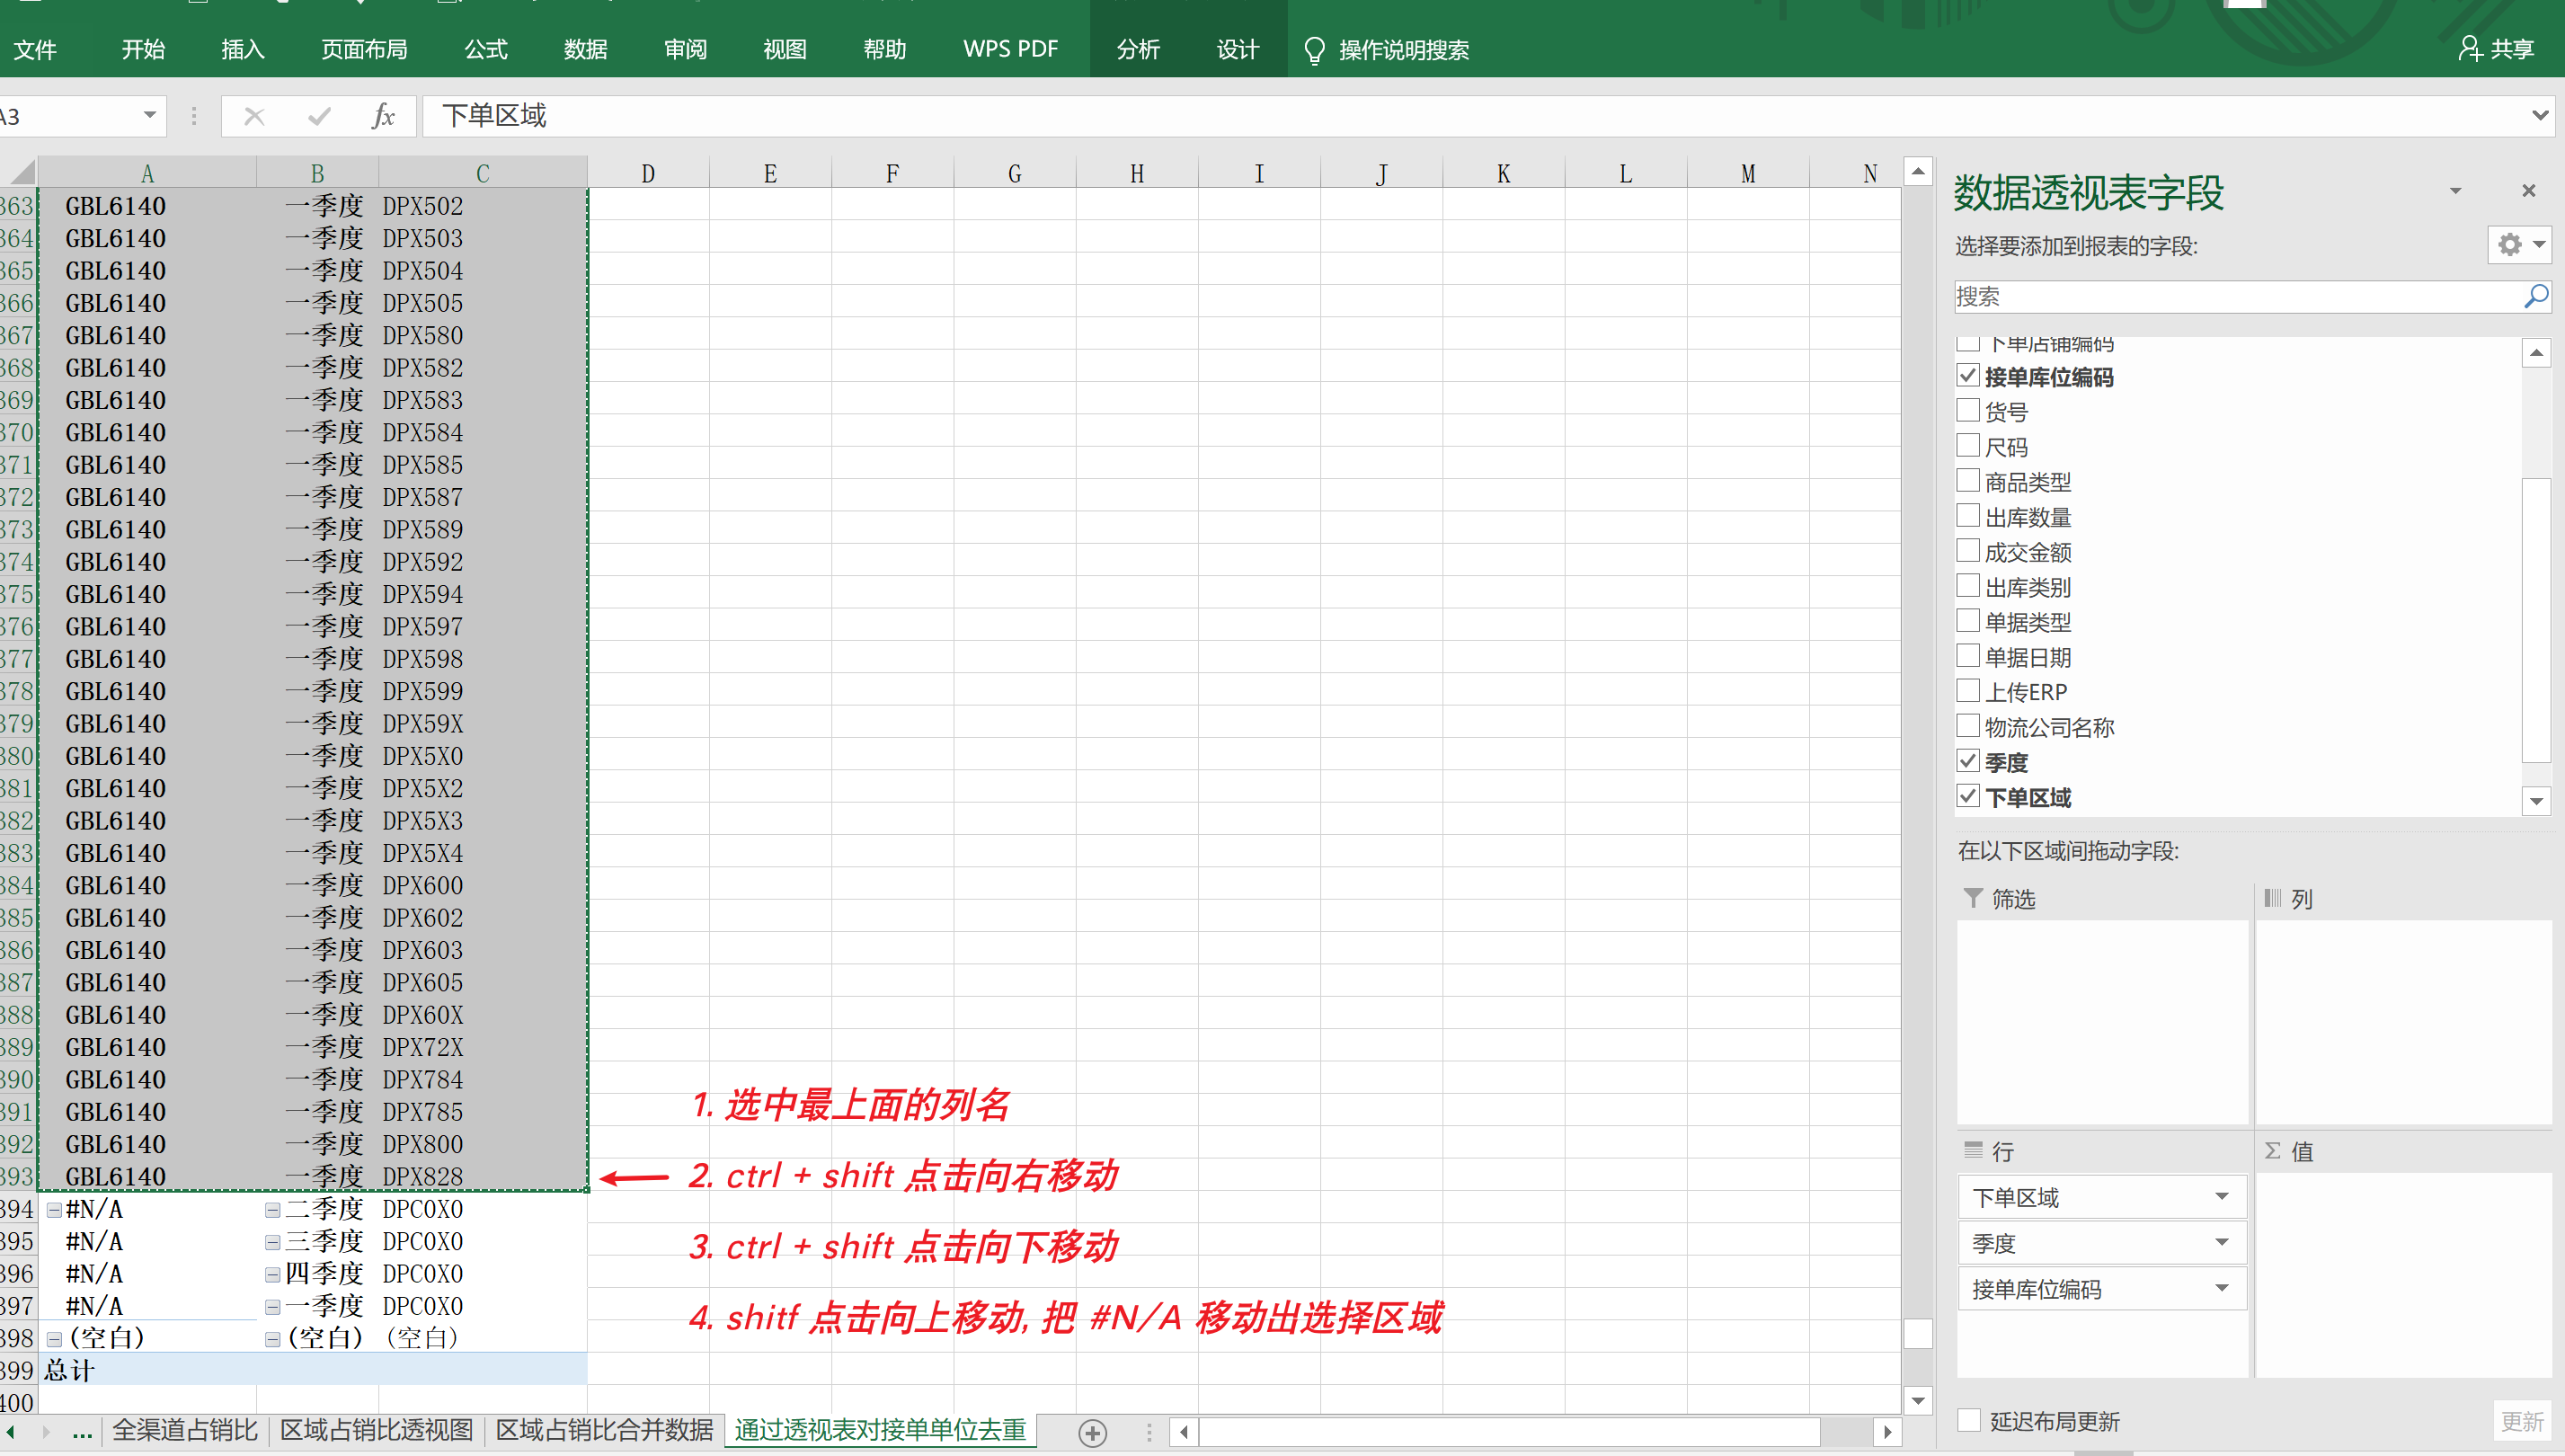 文件 开始 插入 页面布局 公式 数据 审阅 视图 帮助 WPS PDF 分析 设计 操作说明搜索 共享
A3 fx 下单区域
A B C D E F G H I J K L M N
363 GBL6140 一季度 DPX502
364 GBL6140 一季度 DPX503
365 GBL6140 一季度 DPX504
366 GBL6140 一季度 DPX505
367 GBL6140 一季度 DPX580
368 GBL6140 一季度 DPX582
369 GBL6140 一季度 DPX583
370 GBL6140 一季度 DPX584
371 GBL6140 一季度 DPX585
372 GBL6140 一季度 DPX587
373 GBL6140 一季度 DPX589
374 GBL6140 一季度 DPX592
375 GBL6140 一季度 DPX594
376 GBL6140 一季度 DPX597
377 GBL6140 一季度 DPX598
378 GBL6140 一季度 DPX599
379 GBL6140 一季度 DPX59X
380 GBL6140 一季度 DPX5X0
381 GBL6140 一季度 DPX5X2
382 GBL6140 一季度 DPX5X3
383 GBL6140 一季度 DPX5X4
384 GBL6140 一季度 DPX600
385 GBL6140 一季度 DPX602
386 GBL6140 一季度 DPX603
387 GBL6140 一季度 DPX605
388 GBL6140 一季度 DPX60X
389 GBL6140 一季度 DPX72X
390 GBL6140 一季度 DPX784
391 GBL6140 一季度 DPX785
392 GBL6140 一季度 DPX800
393 GBL6140 一季度 DPX828
394 #N/A 二季度 DPC0X0
395 #N/A 三季度 DPC0X0
396 #N/A 四季度 DPC0X0
397 #N/A 一季度 DPC0X0
398 (空白) (空白) (空白)
399 总计
400
1. 选中最上面的列名
2. ctrl + shift 点击向右移动
3. ctrl + shift 点击向下移动
4. shitf 点击向上移动, 把 #N/A 移动出选择区域
... 全渠道占销比 区域占销比透视图 区域占销比合并数据 通过透视表对接单单位去重
数据透视表字段
选择要添加到报表的字段:
搜索
下单店铺编码
接单库位编码
货号
尺码
商品类型
出库数量
成交金额
出库类别
单据类型
单据日期
上传ERP
物流公司名称
季度
下单区域
在以下区域间拖动字段:
筛选 列
行 Σ 值
下单区域
季度
接单库位编码
延迟布局更新 更新